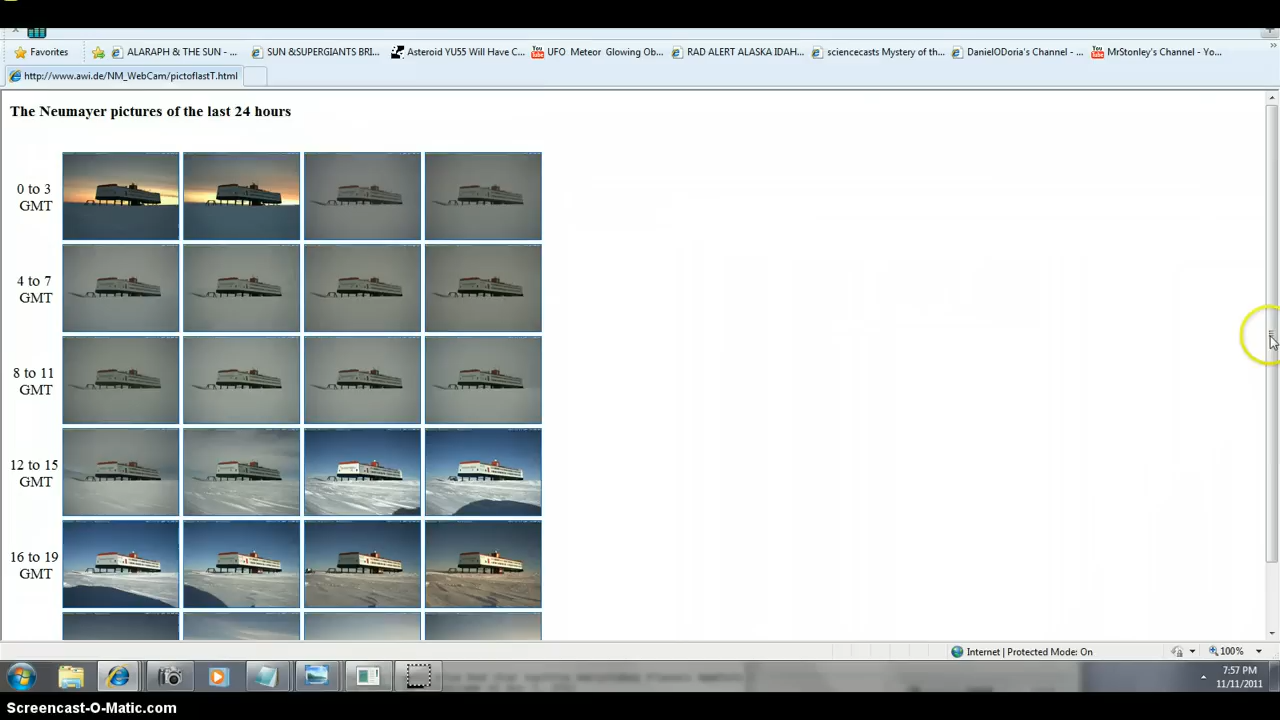 Favorites
ALARAPH & THE SUN - ...
SUN &SUPERGIANTS BRI...
Asteroid YU55 Will Have C...
You Tube
UFO Meteor Glowing Ob...
RAD ALERT ALASKA IDAH...
sciencecasts Mystery of th...
DanielODoria's Channel - ...
You Tube
MrStonley's Channel - Yo...
http://www.awi.de/NM_WebCam/pictoflastT.html
The Neumayer pictures of the last 24 hours
0 to 3
GMT
4 to 7
GMT
8 to 11
GMT
12 to 15
GMT
16 to 19
GMT
Internet | Protected Mode: On
100%
7:57 PM
11/11/2011
Screencast-O-Matic.com